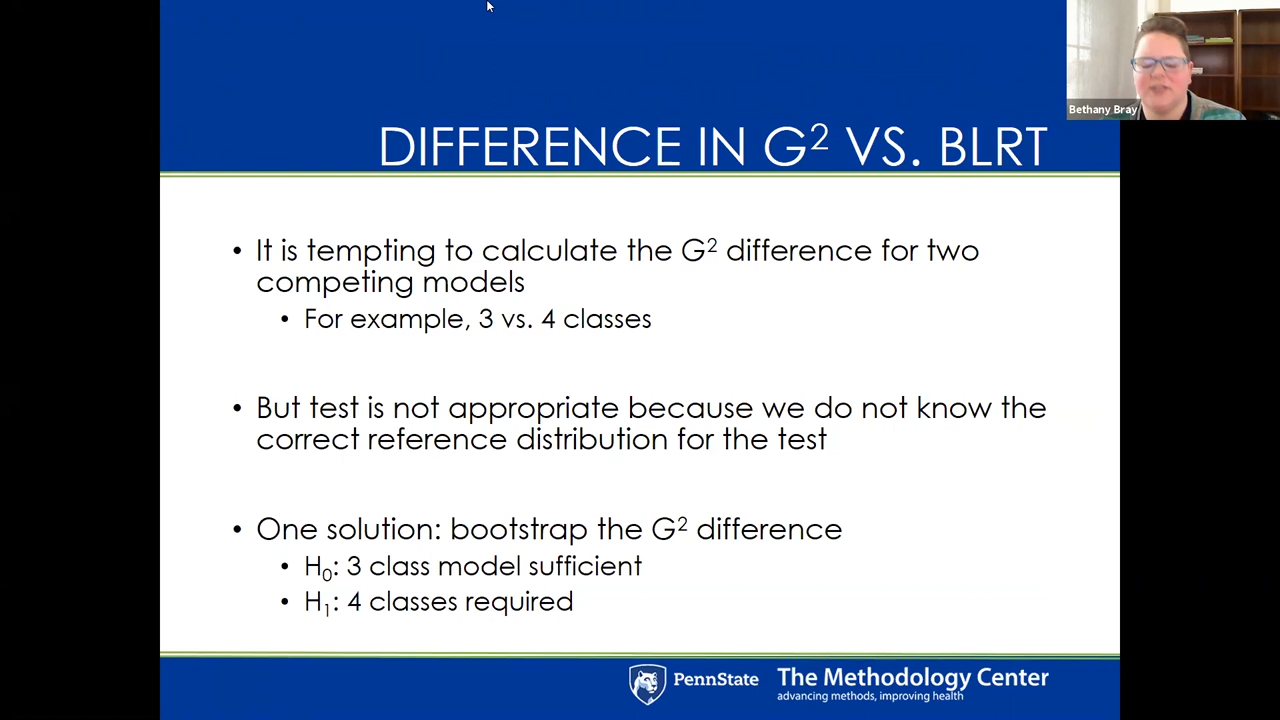 Bethany Bray
DIFFERENCE IN G² VS. BLRT
• It is tempting to calculate the G² difference for two
competing models
• For example, 3 vs. 4 classes
• But test is not appropriate because we do not know the
correct reference distribution for the test
• One solution: bootstrap the G² difference
• H₀: 3 class model sufficient
• H₁: 4 classes required
PennState
The Methodology Center
advancing methods, improving health